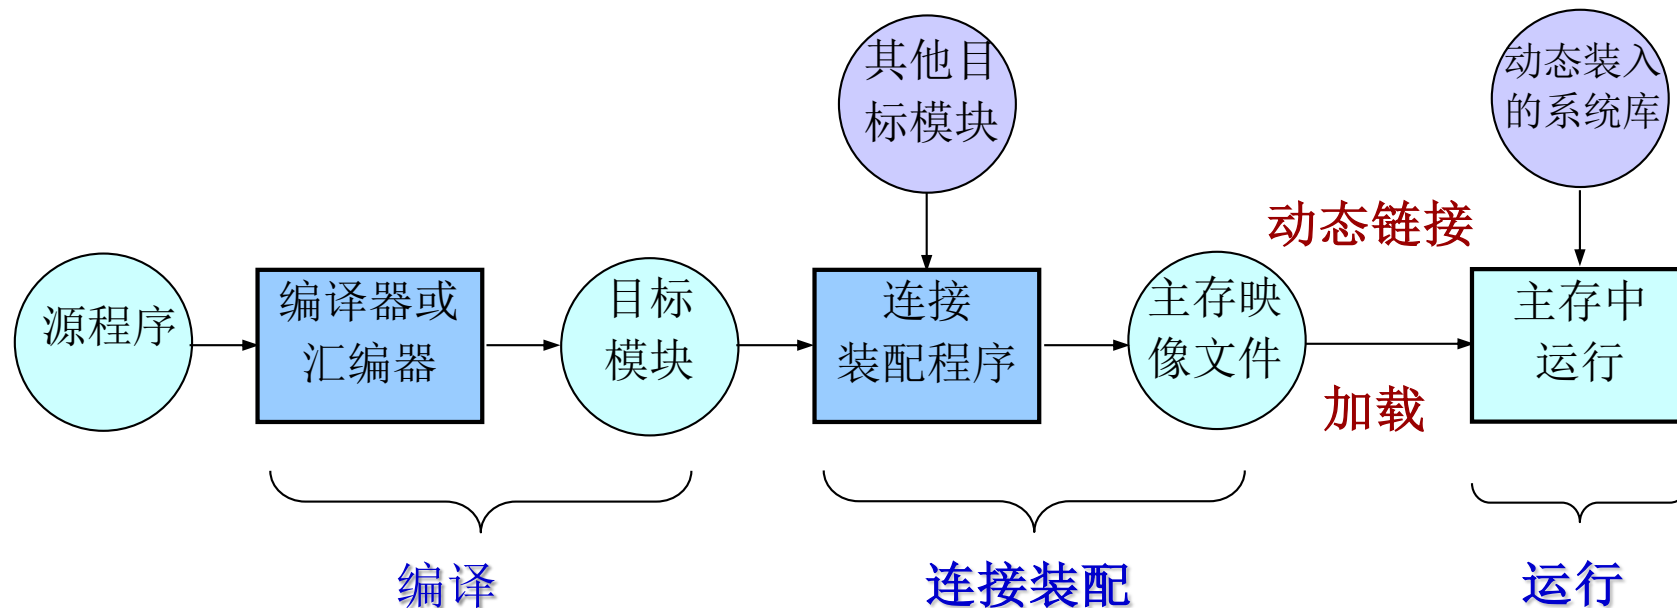 其他目
标模块
动态装入
的系统库
动态链接
源程序
编译器或
汇编器
目标
模块
连接
装配程序
主存映
像文件
加载
主存中
运行
编译
连接装配
运行